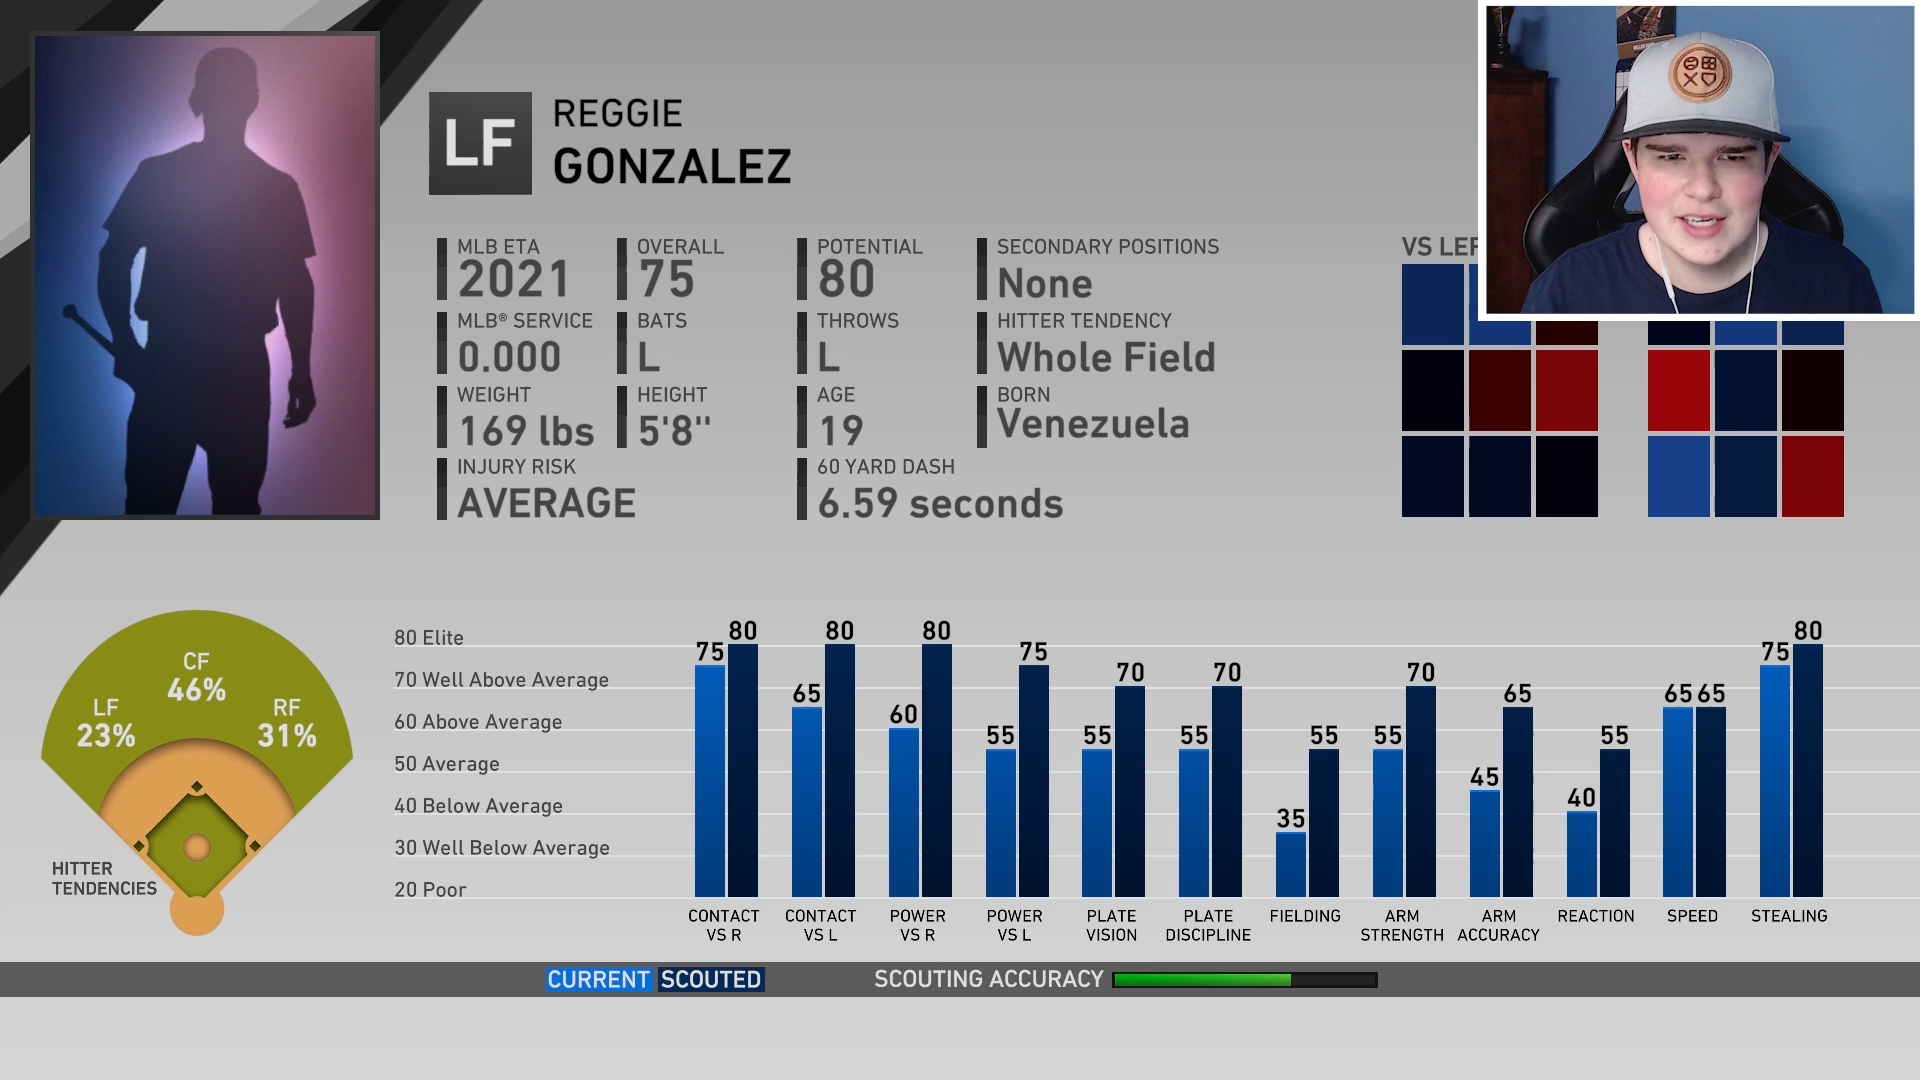 LF
REGGIE
GONZALEZ
MLB ETA
2021
OVERALL
75
POTENTIAL
80
SECONDARY POSITIONS
None
MLB® SERVICE
0.000
BATS
L
THROWS
L
HITTER TENDENCY
Whole Field
WEIGHT
169 lbs
HEIGHT
5'8''
AGE
19
BORN
Venezuela
INJURY RISK
AVERAGE
60 YARD DASH
6.59 seconds
VS
CF
46%
LF
23%
RF
31%
HITTER
TENDENCIES
80 Elite
70 Well Above Average
60 Above Average
50 Average
40 Below Average
30 Well Below Average
20 Poor
75 80
65 80
60 80
55 75
55 70
55 70
35 55
55 70
45 65
40 55
65 65
75 80
CONTACT
VS R
CONTACT
VS L
POWER
VS R
POWER
VS L
PLATE
VISION
PLATE
DISCIPLINE
FIELDING
ARM
STRENGTH
ARM
ACCURACY
REACTION
SPEED
STEALING
CURRENT SCOUTED
SCOUTING ACCURACY